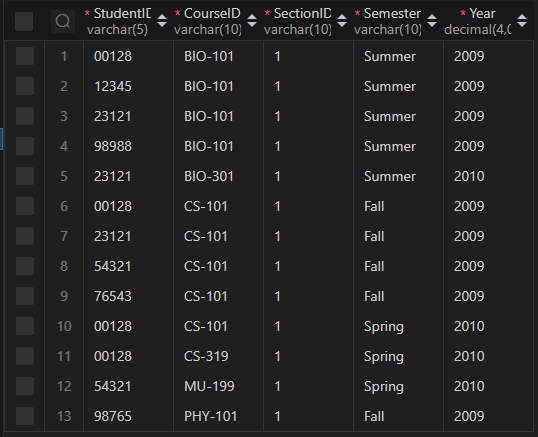 * StudentID * CourseID * SectionID * Semester * Year
varchar(5) varchar(10) varchar(10) varchar(10) decimal(4,0
1 00128 BIO-101 1 Summer 2009
2 12345 BIO-101 1 Summer 2009
3 23121 BIO-101 1 Summer 2009
4 98988 BIO-101 1 Summer 2009
5 23121 BIO-301 1 Summer 2010
6 00128 CS-101 1 Fall 2009
7 23121 CS-101 1 Fall 2009
8 54321 CS-101 1 Fall 2009
9 76543 CS-101 1 Fall 2009
10 00128 CS-101 1 Spring 2010
11 00128 CS-319 1 Spring 2010
12 54321 MU-199 1 Spring 2010
13 98765 PHY-101 1 Fall 2009